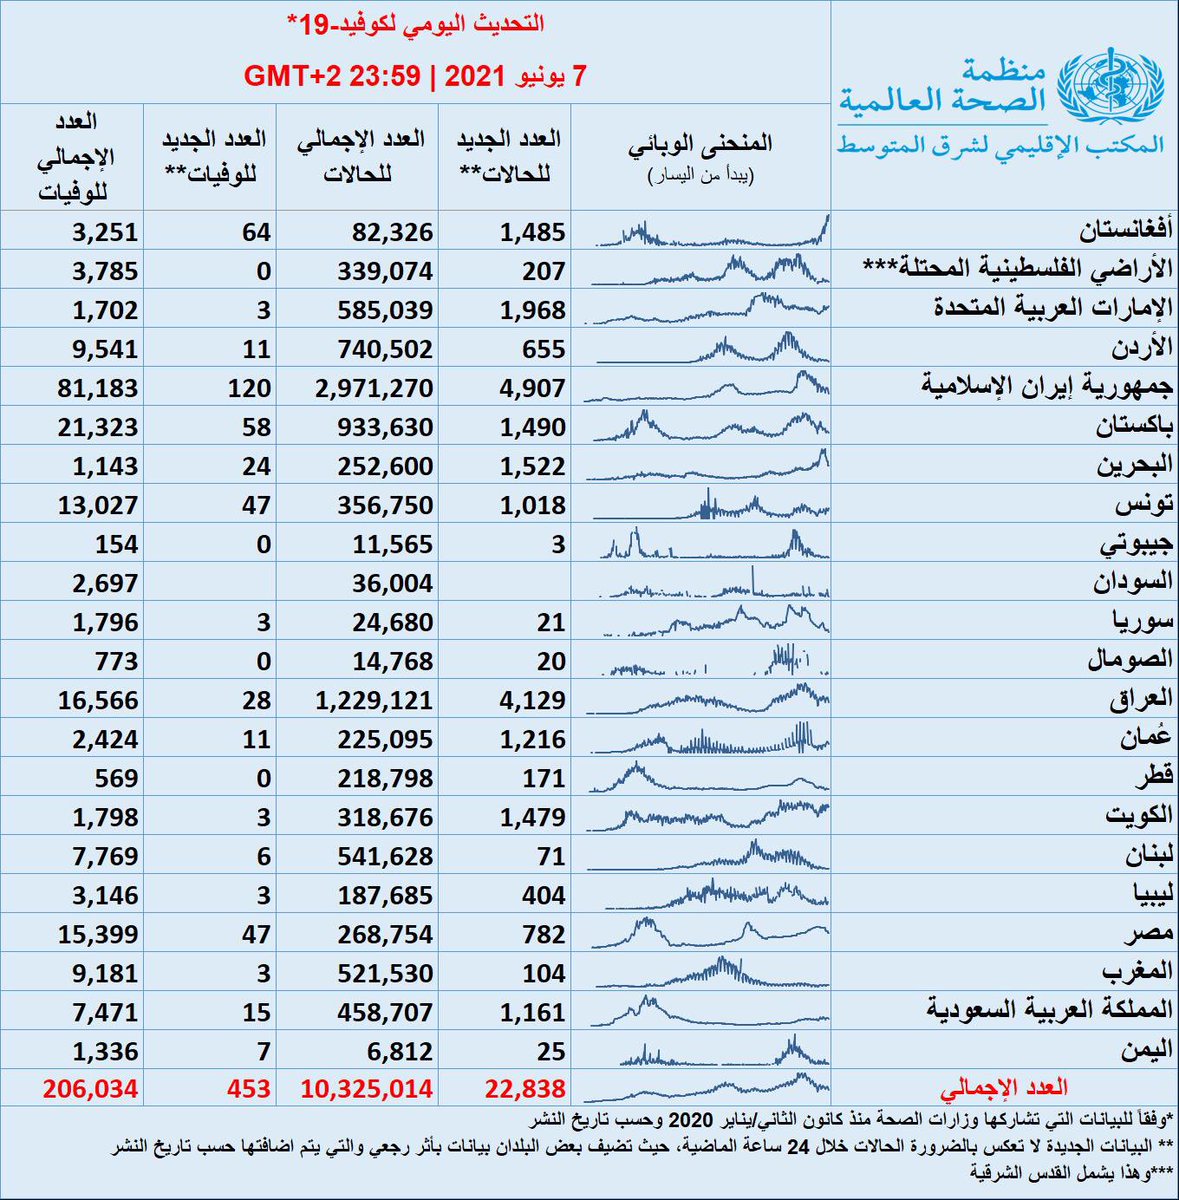 منظمة
الصحة العالمية
المكتب الإقليمي لشرق المتوسط
التحديث اليومي لكوفيد-19*
7 يونيو 2021 | 23:59 GMT+2
المنحنى الوبائي (يبدأ من اليسار) العدد الجديد للحالات** العدد الإجمالي للحالات العدد الجديد للوفيات** العدد الإجمالي للوفيات
أفغانستان 1,485 82,326 64 3,251
الأراضي الفلسطينية المحتلة*** 207 339,074 0 3,785
الإمارات العربية المتحدة 1,968 585,039 3 1,702
الأردن 655 740,502 11 9,541
جمهورية إيران الإسلامية 4,907 2,971,270 120 81,183
باكستان 1,490 933,630 58 21,323
البحرين 1,522 252,600 24 1,143
تونس 1,018 356,750 47 13,027
جيبوتي 3 11,565 0 154
السودان 36,004 2,697
سوريا 21 24,680 3 1,796
الصومال 20 14,768 0 773
العراق 4,129 1,229,121 28 16,566
عُمان 1,216 225,095 11 2,424
قطر 171 218,798 0 569
الكويت 1,479 318,676 3 1,798
لبنان 71 541,628 6 7,769
ليبيا 404 187,685 3 3,146
مصر 782 268,754 47 15,399
المغرب 104 521,530 3 9,181
المملكة العربية السعودية 1,161 458,707 15 7,471
اليمن 25 6,812 7 1,336
العدد الإجمالي 22,838 10,325,014 453 206,034
*وفقاً للبيانات التي تشاركها وزارات الصحة منذ كانون الثاني/يناير 2020 وحسب تاريخ النشر
** البيانات الجديدة لا تعكس بالضرورة الحالات خلال 24 ساعة الماضية، حيث تضيف بعض البلدان بيانات بأثر رجعي والتي يتم اضافتها حسب تاريخ النشر
***وهذا يشمل القدس الشرقية